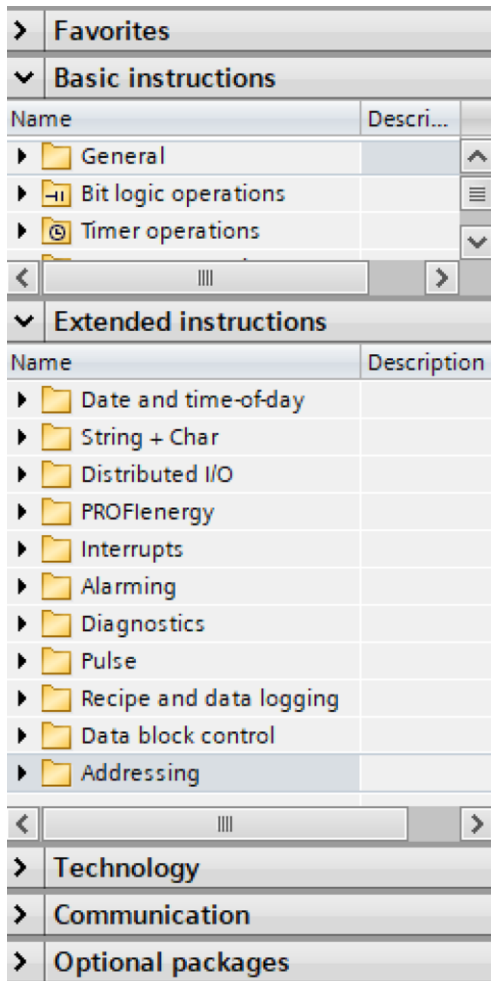 Favorites
Basic instructions
Name Descri...
General
Bit logic operations
Timer operations
Extended instructions
Name Description
Date and time-of-day
String + Char
Distributed I/O
PROFIenergy
Interrupts
Alarming
Diagnostics
Pulse
Recipe and data logging
Data block control
Addressing
Technology
Communication
Optional packages